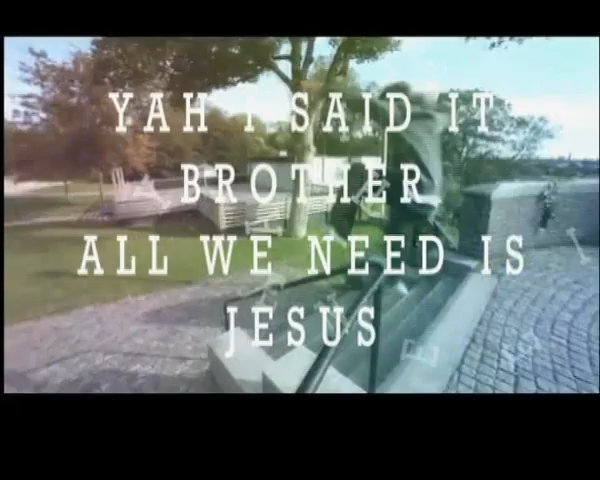 YAH I SAID IT
BROTHER
ALL WE NEED IS
JESUS